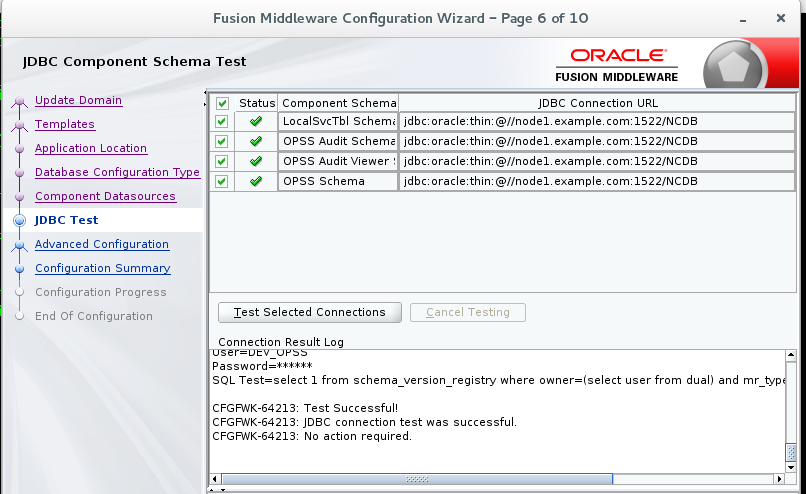 Fusion Middleware Configuration Wizard – Page 6 of 10
JDBC Component Schema Test
ORACLE
FUSION MIDDLEWARE
Update Domain
Templates
Application Location
Database Configuration Type
Component Datasources
JDBC Test
Advanced Configuration
Configuration Summary
Configuration Progress
End Of Configuration
Status Component Schema JDBC Connection URL
LocalSvcTbl Schema jdbc:oracle:thin:@//node1.example.com:1522/NCDB
OPSS Audit Schema jdbc:oracle:thin:@//node1.example.com:1522/NCDB
OPSS Audit Viewer S jdbc:oracle:thin:@//node1.example.com:1522/NCDB
OPSS Schema jdbc:oracle:thin:@//node1.example.com:1522/NCDB
Test Selected Connections Cancel Testing
Connection Result Log
User=DEV_OPSS
Password=******
SQL Test=select 1 from schema_version_registry where owner=(select user from dual) and mr_type
CFGFWK-64213: Test Successful!
CFGFWK-64213: JDBC connection test was successful.
CFGFWK-64213: No action required.